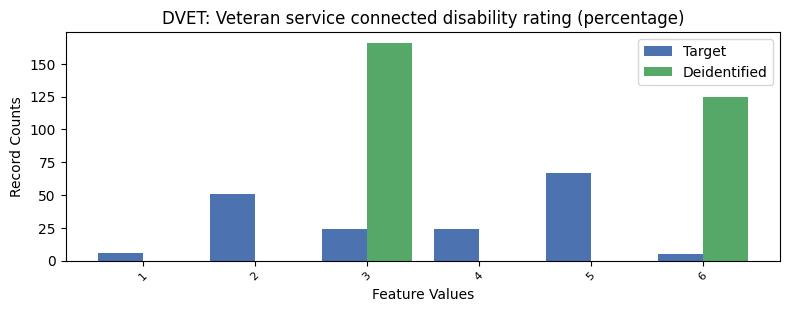 DVET: Veteran service connected disability rating (percentage)
Target
Deidentified
Record Counts
150
125
100
75
50
25
0
1 2 3 4 5 6
Feature Values